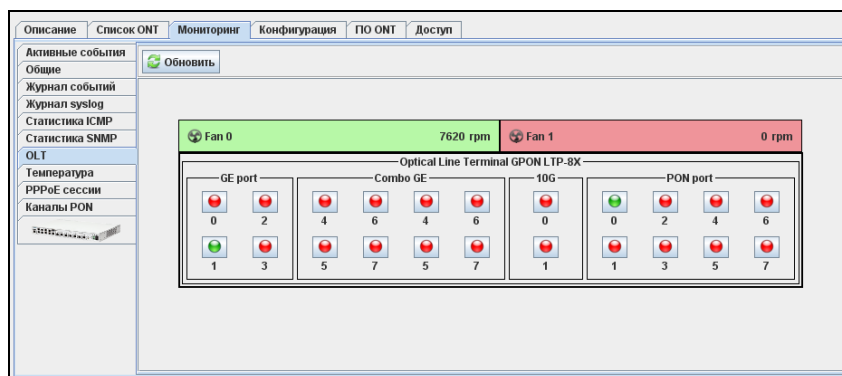 Описание Список ONT Мониторинг Конфигурация ПО ONT Доступ
Активные события
Общие
Журнал событий
Журнал syslog
Статистика ICMP
Статистика SNMP
OLT
Температура
PPPoE сессии
Каналы PON
Обновить
Fan 0 7620 rpm Fan 1 0 rpm
Optical Line Terminal GPON LTP-8X
GE port Combo GE 10G PON port
0 2 4 6 4 6 0 0 2 4 6
1 3 5 7 5 7 1 1 3 5 7